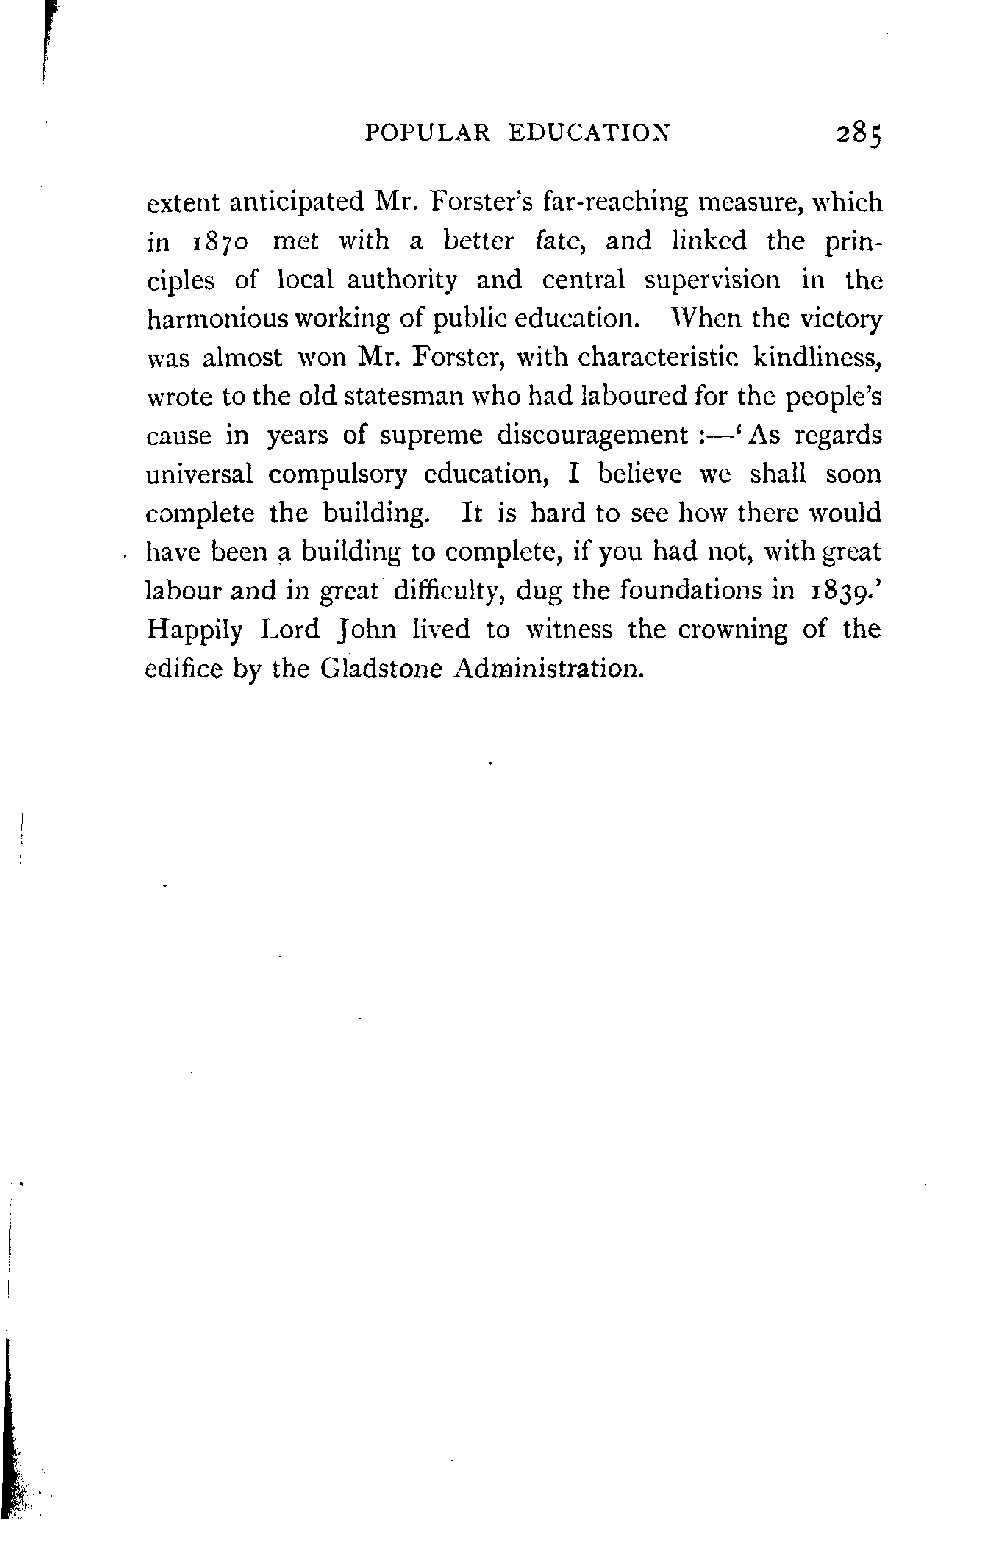 POPULAR EDUCATION 285
extent anticipated Mr. Forster's far-reaching measure, which
in 1870 met with a better fate, and linked the prin-
ciples of local authority and central supervision in the
harmonious working of public education. When the victory
was almost won Mr. Forster, with characteristic kindliness,
wrote to the old statesman who had laboured for the people's
cause in years of supreme discouragement :—‘As regards
universal compulsory education, I believe we shall soon
complete the building. It is hard to see how there would
have been a building to complete, if you had not, with great
labour and in great difficulty, dug the foundations in 1839.’
Happily Lord John lived to witness the crowning of the
edifice by the Gladstone Administration.